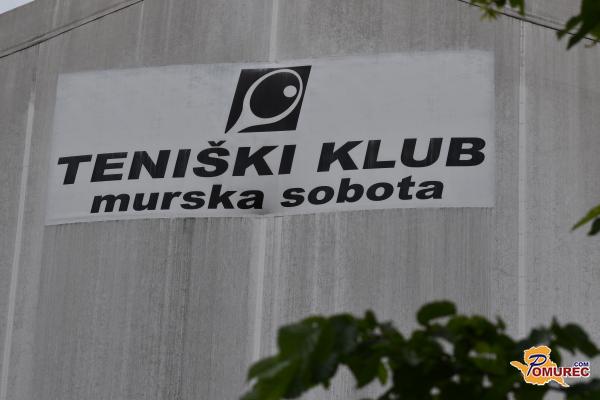 TENIŠKI KLUB
murska sobota
POMUREC.COM